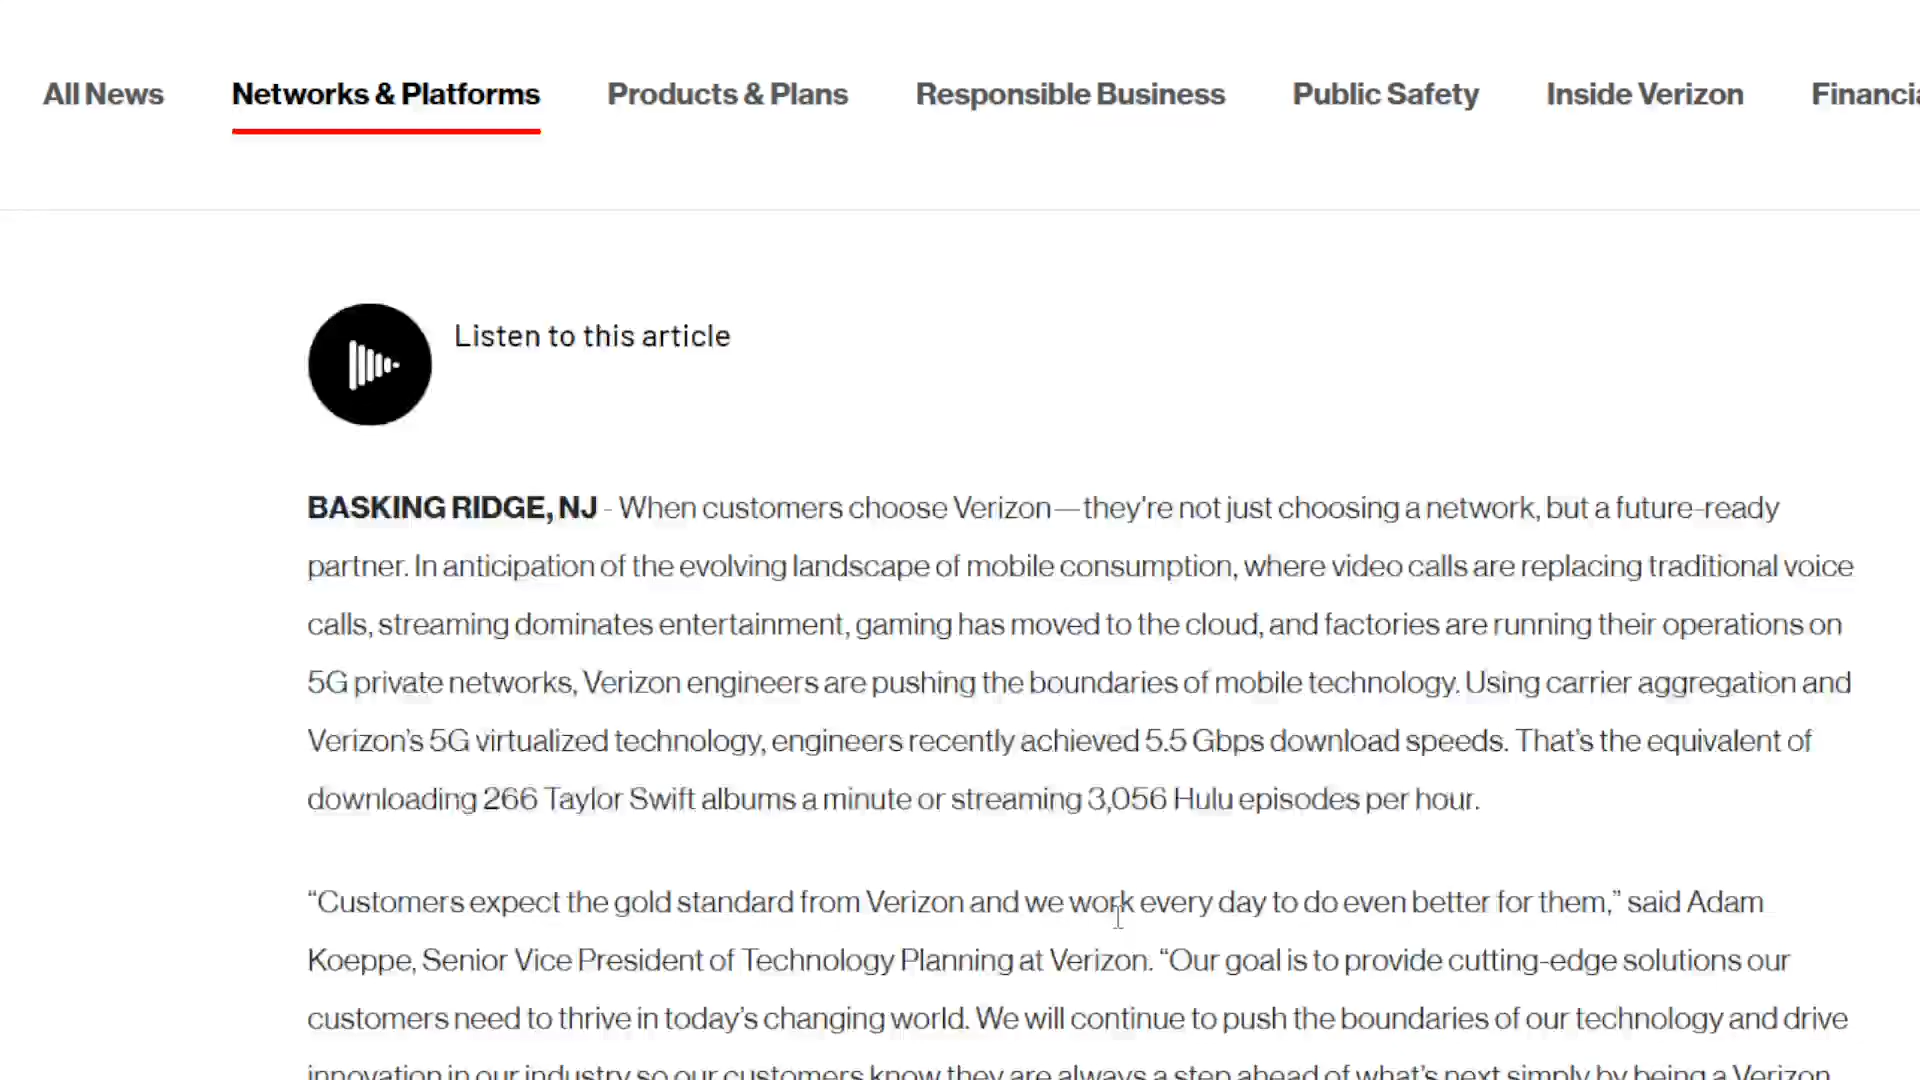 All News Networks & Platforms Products & Plans Responsible Business Public Safety Inside Verizon
Listen to this article
BASKING RIDGE, NJ - When customers choose Verizon—they're not just choosing a network, but a future-ready
partner. In anticipation of the evolving landscape of mobile consumption, where video calls are replacing traditional voice
calls, streaming dominates entertainment, gaming has moved to the cloud, and factories are running their operations on
5G private networks, Verizon engineers are pushing the boundaries of mobile technology. Using carrier aggregation and
Verizon’s 5G virtualized technology, engineers recently achieved 5.5 Gbps download speeds. That’s the equivalent of
downloading 266 Taylor Swift albums a minute or streaming 3,056 Hulu episodes per hour.
“Customers expect the gold standard from Verizon and we work every day to do even better for them,” said Adam
Koeppe, Senior Vice President of Technology Planning at Verizon. “Our goal is to provide cutting-edge solutions our
customers need to thrive in today’s changing world. We will continue to push the boundaries of our technology and drive
innovation in our industry so our customers know they are always a step ahead of what’s next simply by being a Verizon